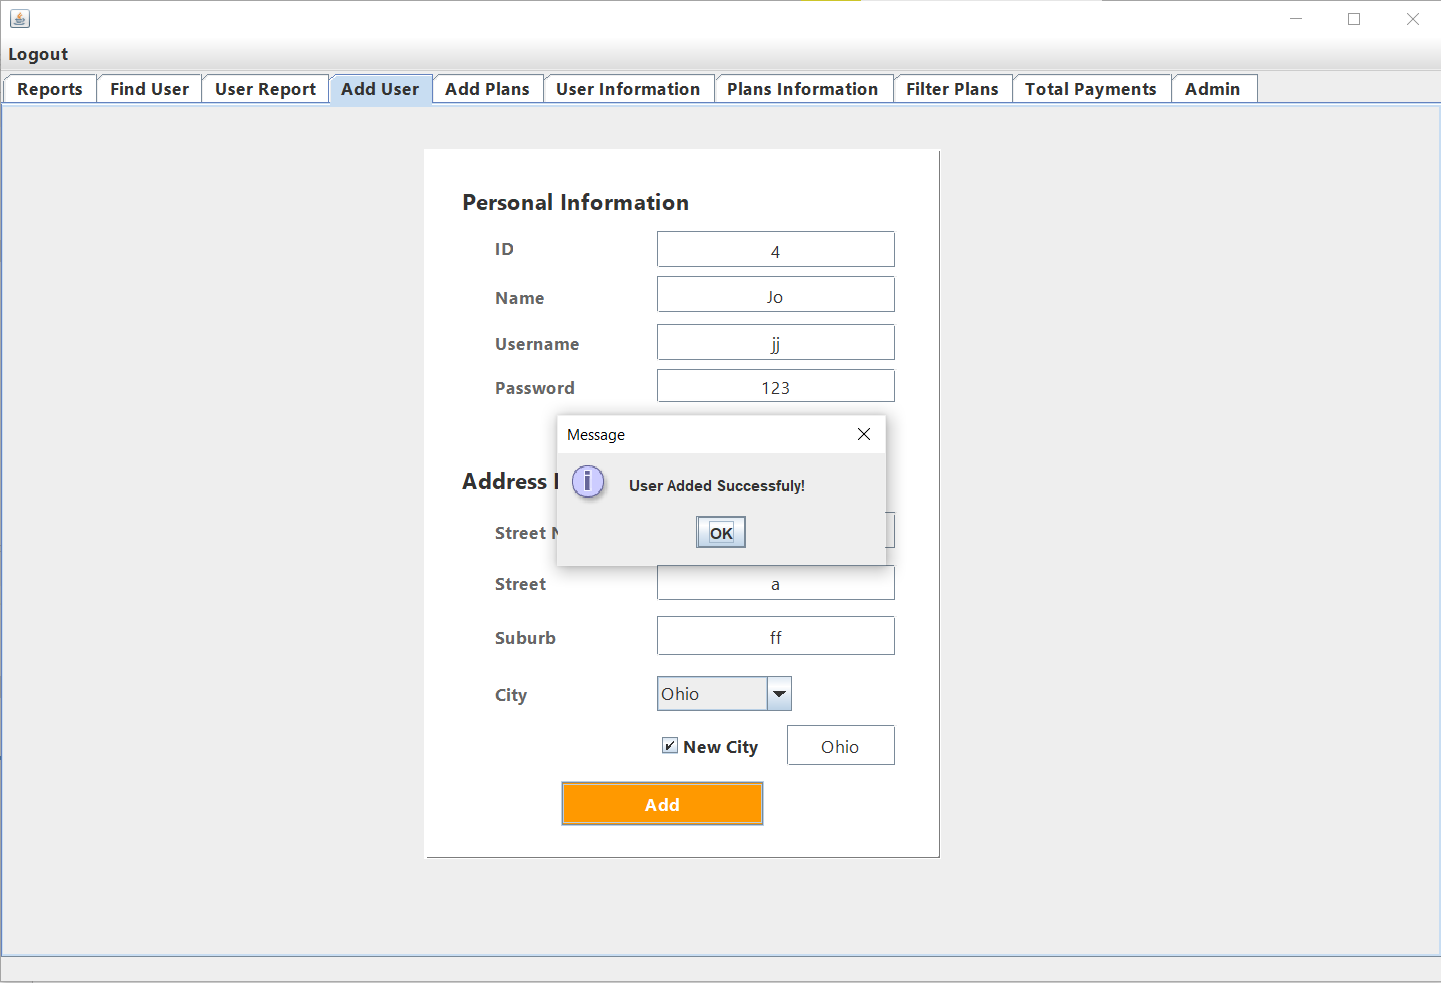 Logout
Reports Find User User Report Add User Add Plans User Information Plans Information Filter Plans Total Payments Admin
Personal Information
ID 4
Name Jo
Username jj
Password 123
Message
Address
User Added Successfuly!
Street
OK
Street a
Suburb ff
City Ohio
New City Ohio
Add